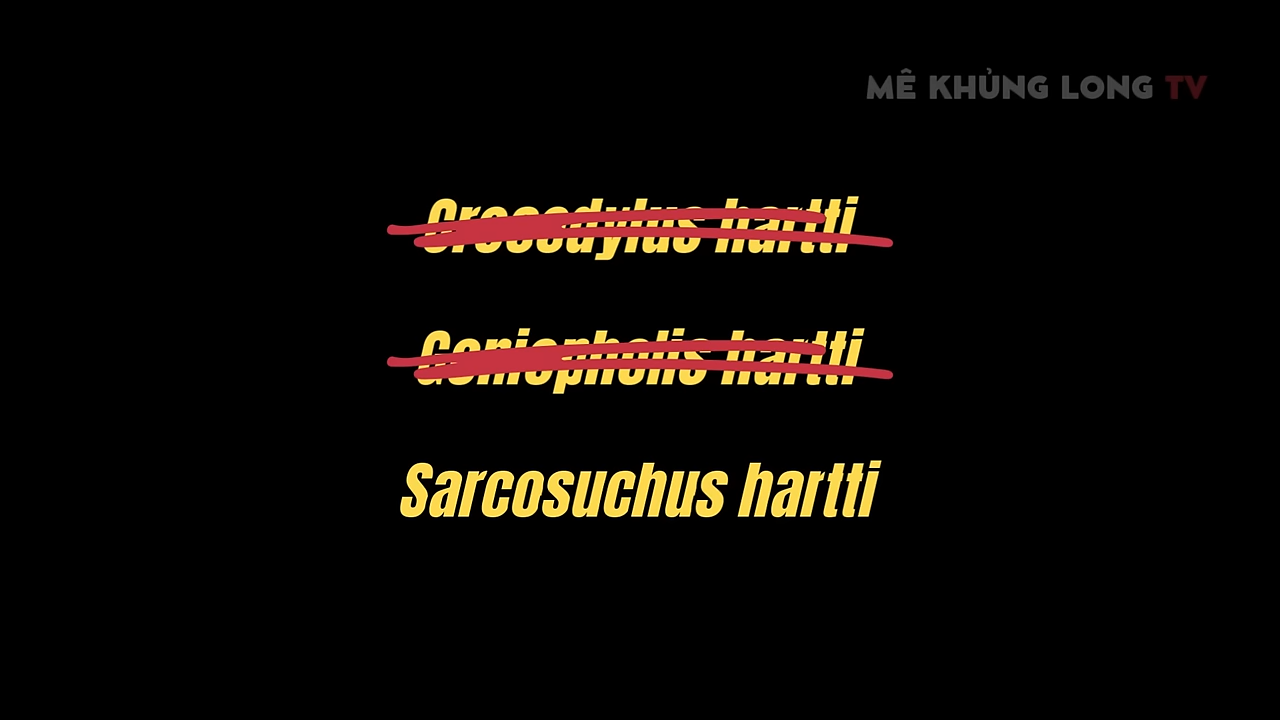 MÊ KHỦNG LONG TV
Crocodylus hartti
Goniopholis hartti
Sarcosuchus hartti